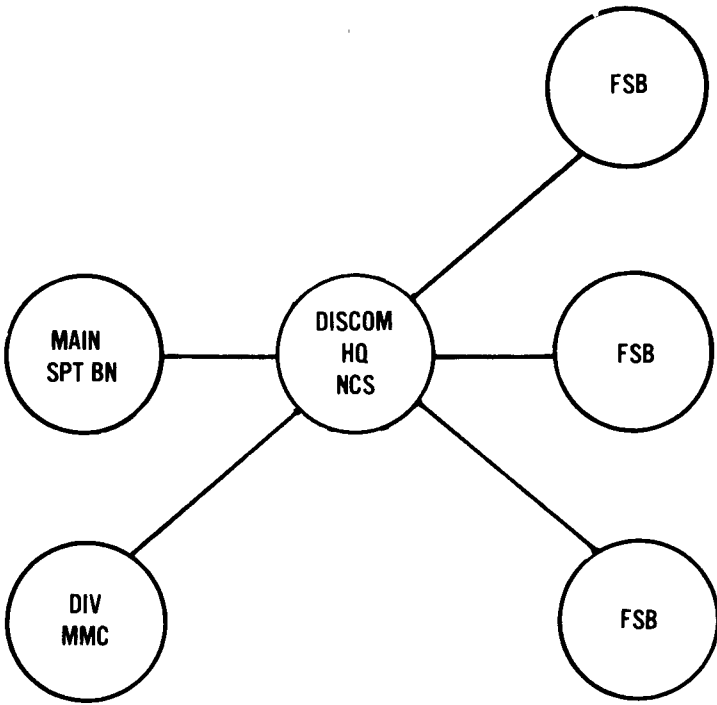 FSB
MAIN
SPT BN
DISCOM
HQ
NCS
FSB
DIV
MMC
FSB